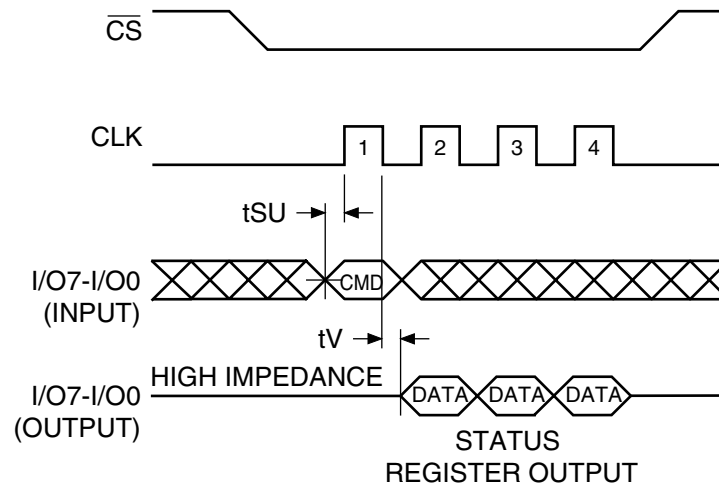 CS
CLK
1 2 3 4
tSU
I/O7-I/O0
(INPUT)
CMD
tV
HIGH IMPEDANCE
I/O7-I/O0
(OUTPUT)
DATA DATA DATA
STATUS
REGISTER OUTPUT